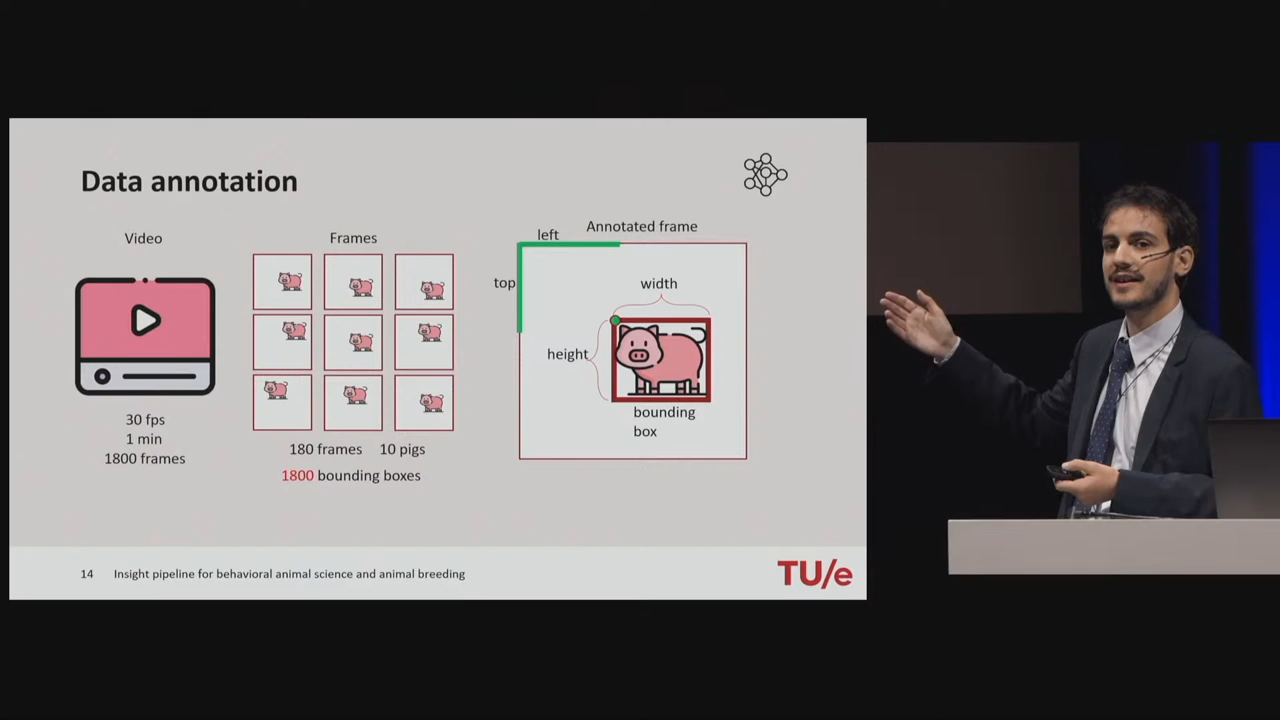 Data annotation
Video
30 fps
1 min
1800 frames
Frames
180 frames 10 pigs
1800 bounding boxes
Annotated frame
left
top
width
height
bounding
box
14 Insight pipeline for behavioral animal science and animal breeding
TU/e